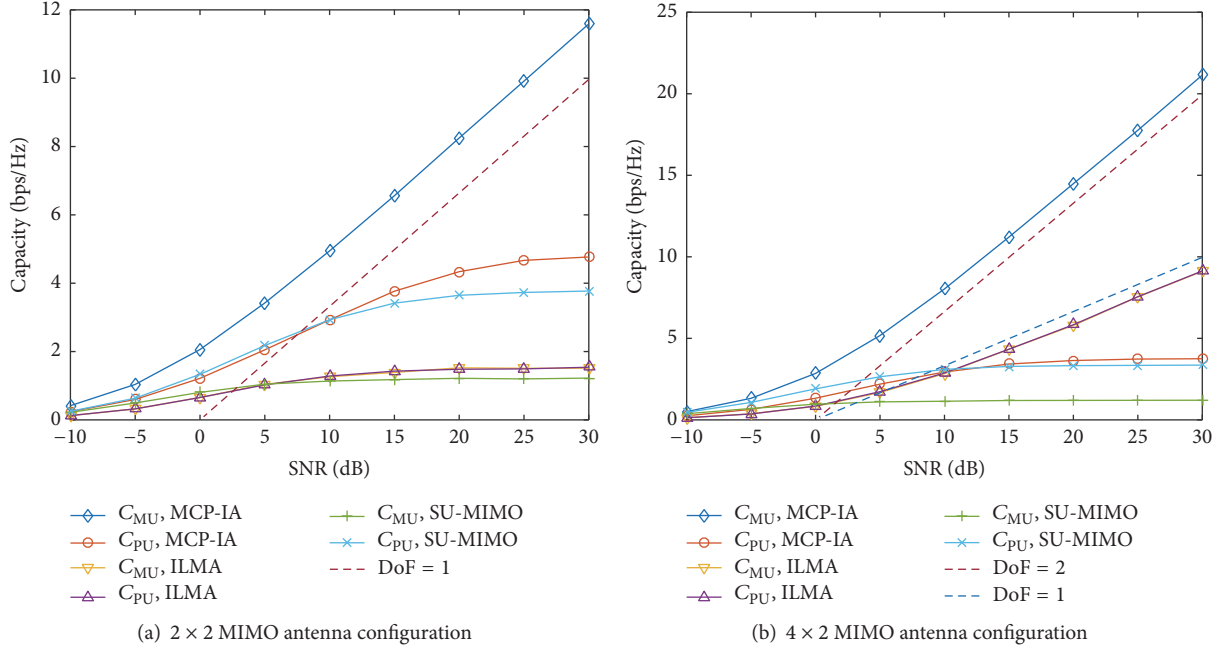 12
10
8
6
4
2
0
Capacity (bps/Hz)
−10
−5
0
5
10
15
20
25
30
SNR (dB)
C_MU, MCP-IA
C_PU, MCP-IA
C_MU, ILMA
C_PU, ILMA
C_MU, SU-MIMO
C_PU, SU-MIMO
DoF = 1
(a) 2 × 2 MIMO antenna configuration
25
20
15
10
5
0
Capacity (bps/Hz)
−10
−5
0
5
10
15
20
25
30
SNR (dB)
C_MU, MCP-IA
C_PU, MCP-IA
C_MU, ILMA
C_PU, ILMA
C_MU, SU-MIMO
C_PU, SU-MIMO
DoF = 2
DoF = 1
(b) 4 × 2 MIMO antenna configuration